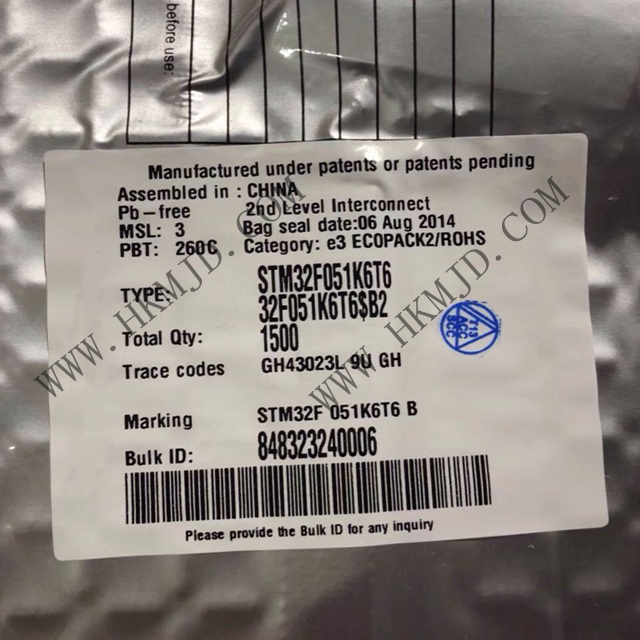 before use:
Manufactured under patents or patents pending
Assembled in : CHINA
Pb-free 2nd Level Interconnect
MSL: 3 Bag seal date:06 Aug 2014
PBT: 260C Category: e3 ECOPACK2/ROHS
TYPE: STM32F051K6T6
32F051K6T6$B2
Total Qty: 1500
Trace codes GH43023L 9U GH
Marking STM32F 051K6T6 B
Bulk ID: 848323240006
Please provide the Bulk ID for any inquiry
WWW.HKMJD.COM
WWW.HKMJD.COM